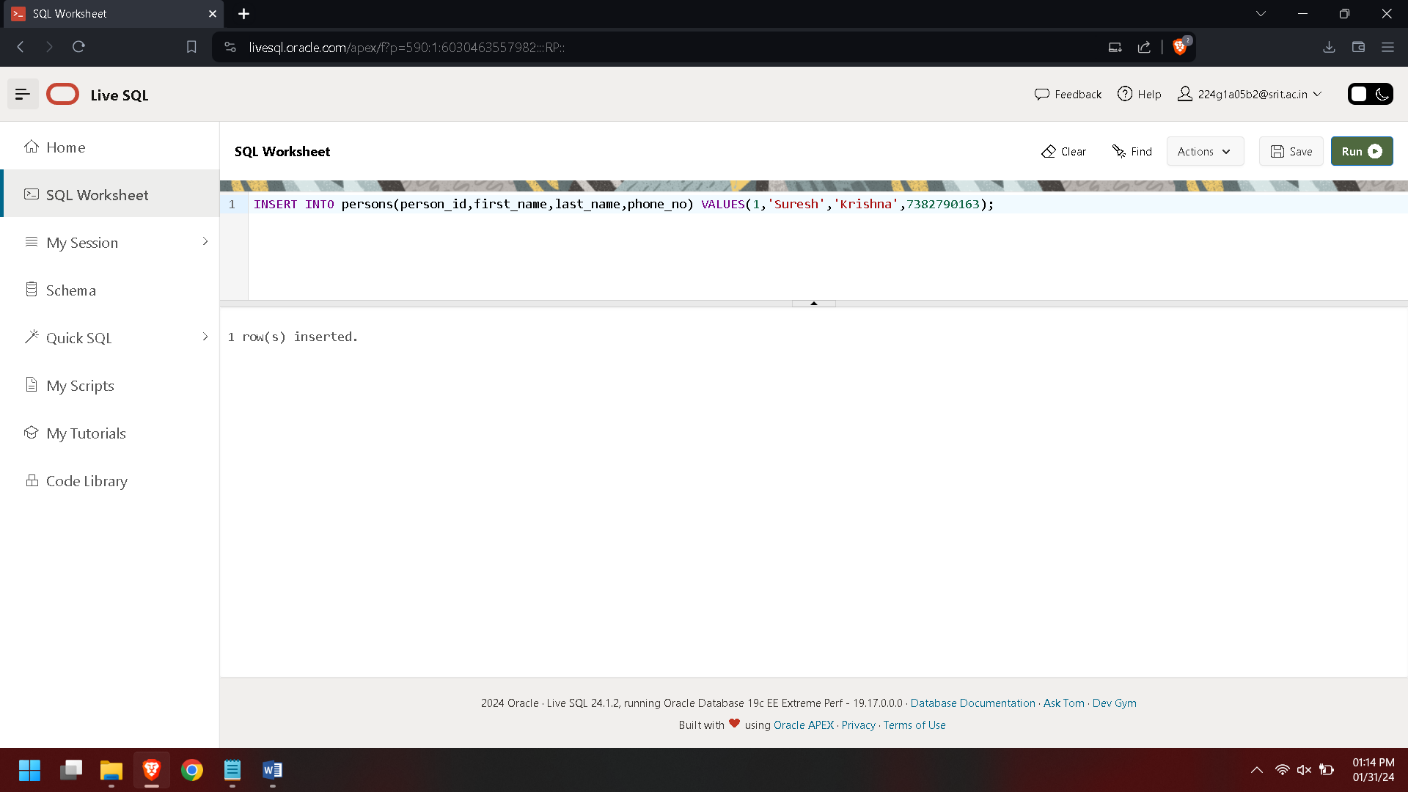 SQL Worksheet
livesql.oracle.com/apex/f?p=590:1:6030463557982:::RP::
2
Live SQL
Feedback
Help
224g1a05b2@srit.ac.in
Home
SQL Worksheet
My Session
Schema
Quick SQL
My Scripts
My Tutorials
Code Library
SQL Worksheet
Clear
Find
Actions
Save
Run
1 INSERT INTO persons(person_id,first_name,last_name,phone_no) VALUES(1,'Suresh','Krishna',7382790163);
1 row(s) inserted.
2024 Oracle · Live SQL 24.1.2, running Oracle Database 19c EE Extreme Perf - 19.17.0.0.0 · Database Documentation · Ask Tom · Dev Gym
Built with ❤ using Oracle APEX · Privacy · Terms of Use
01:14 PM
01/31/24